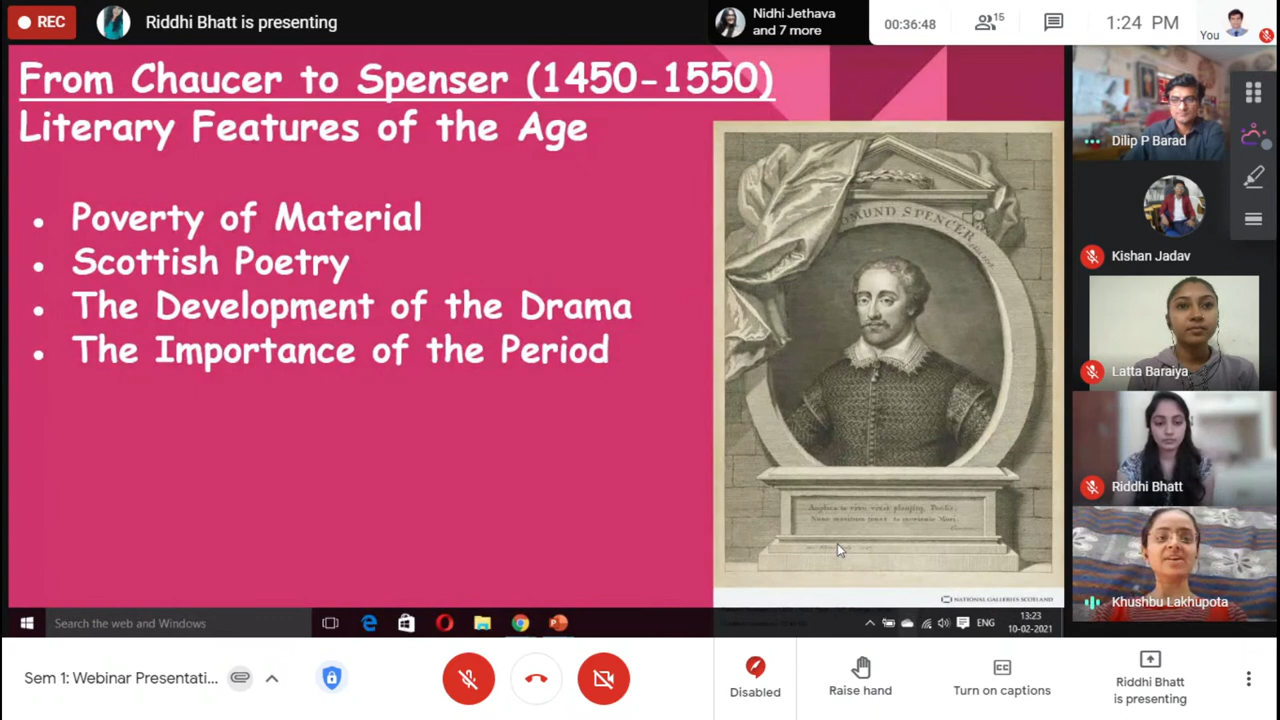 REC
Riddhi Bhatt is presenting
Nidhi Jethava
and 7 more
00:36:48
15
1:24 PM
You
From Chaucer to Spenser (1450-1550)
Literary Features of the Age
• Poverty of Material
• Scottish Poetry
• The Development of the Drama
• The Importance of the Period
DMUND SPENCER
NATIONAL GALLERIES SCOTLAND
Dilip P Barad
Kishan Jadav
Latta Baraiya
Riddhi Bhatt
Khushbu Lakhupota
Search the web and Windows
ENG
13:23
10-02-2021
Sem 1: Webinar Presentati...
Disabled
Raise hand
CC
Turn on captions
Riddhi Bhatt
is presenting